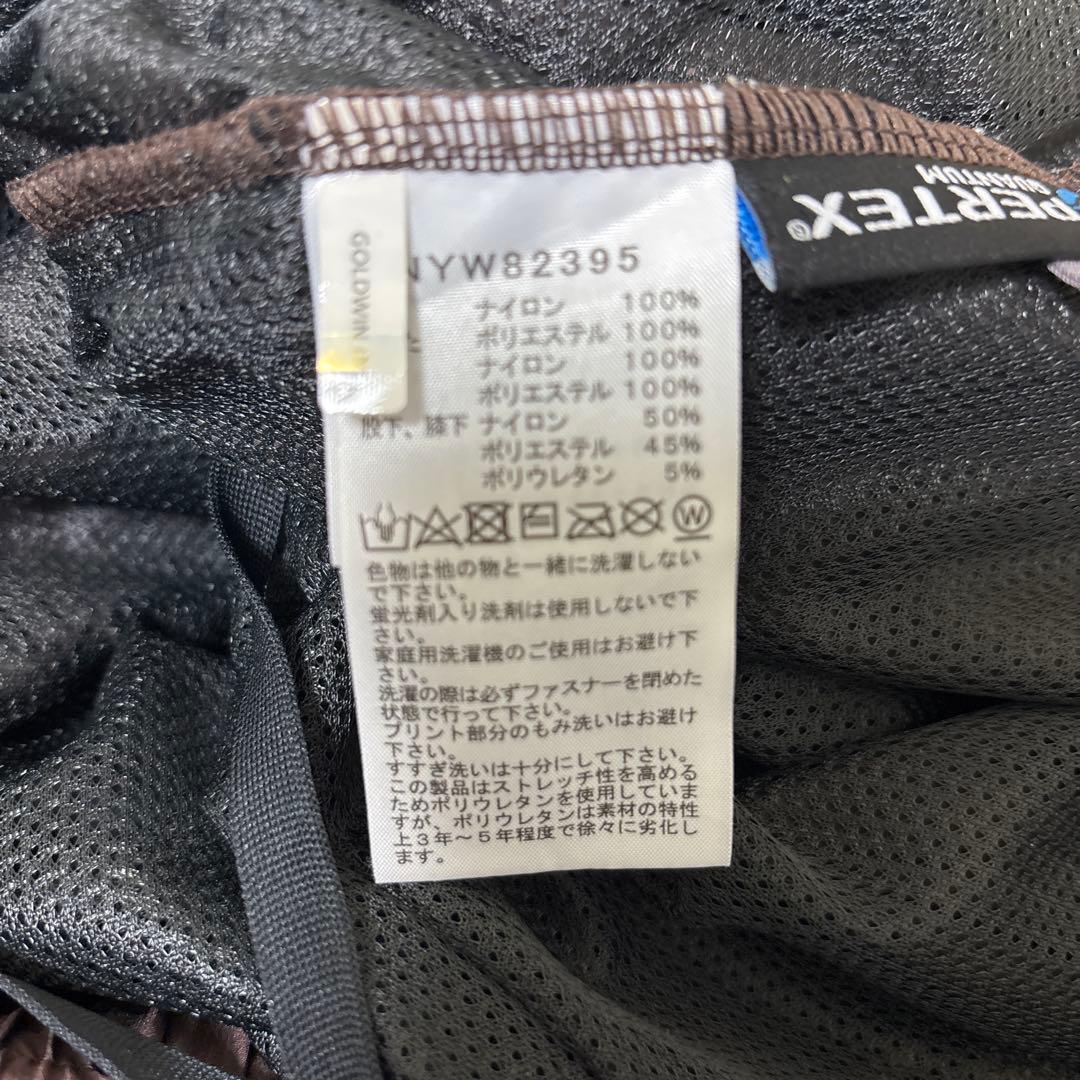 NYW82395
ナイロン 100%
ポリエステル 100%
ナイロン 100%
ポリエステル 100%
股下、膝下 ナイロン 50%
ポリエステル 45%
ポリウレタン 5%
W
色物は他の物と一緒に洗濯しない
で下さい。
蛍光剤入り洗剤は使用しないで下
さい。
家庭用洗濯機のご使用はお避け下
さい。
洗濯の際は必ずファスナーを閉めた
状態で行って下さい。
プリント部分のもみ洗いはお避け
下さい。
すすぎ洗いは十分にして下さい。
この製品はストレッチ性を高める
ためポリウレタンを使用していま
すが、ポリウレタンは素材の特性
上3年～5年程度で徐々に劣化し
ます。
GOLDWIN
PERTEX®
QUANTUM